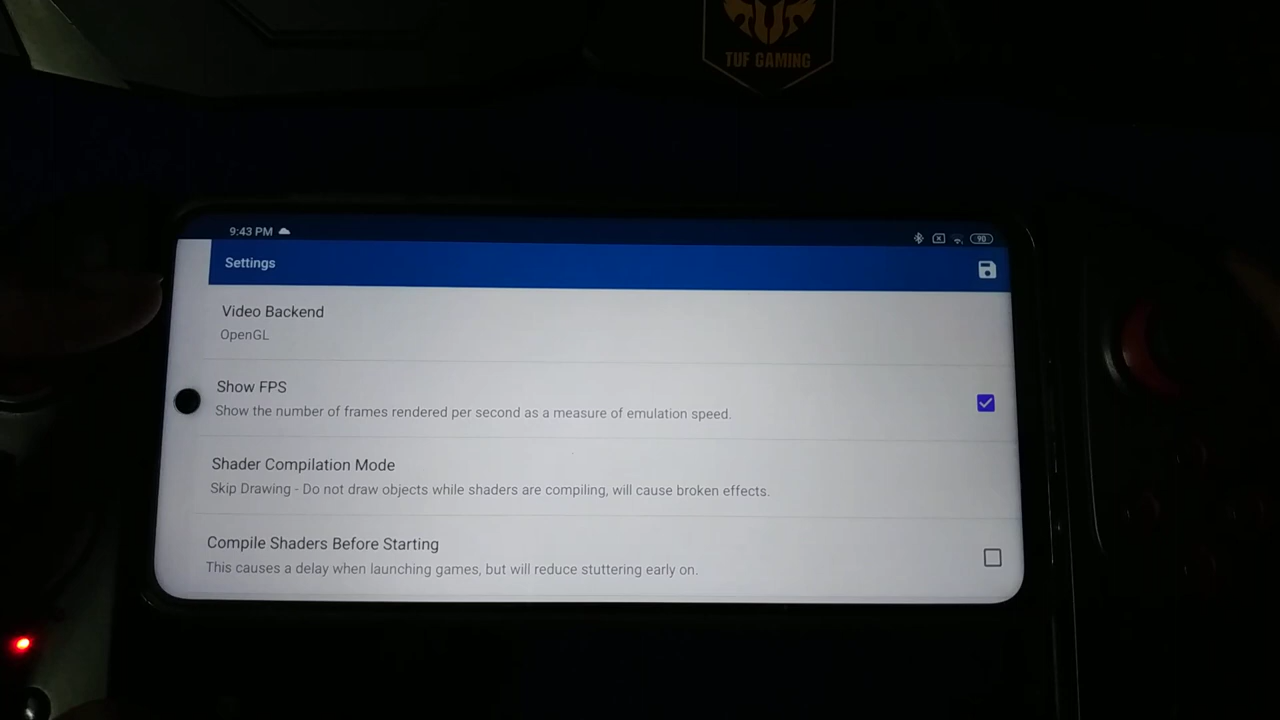 TUF GAMING
9:43 PM
90
Settings
Video Backend
OpenGL
Show FPS
Show the number of frames rendered per second as a measure of emulation speed.
Shader Compilation Mode
Skip Drawing - Do not draw objects while shaders are compiling, will cause broken effects.
Compile Shaders Before Starting
This causes a delay when launching games, but will reduce stuttering early on.